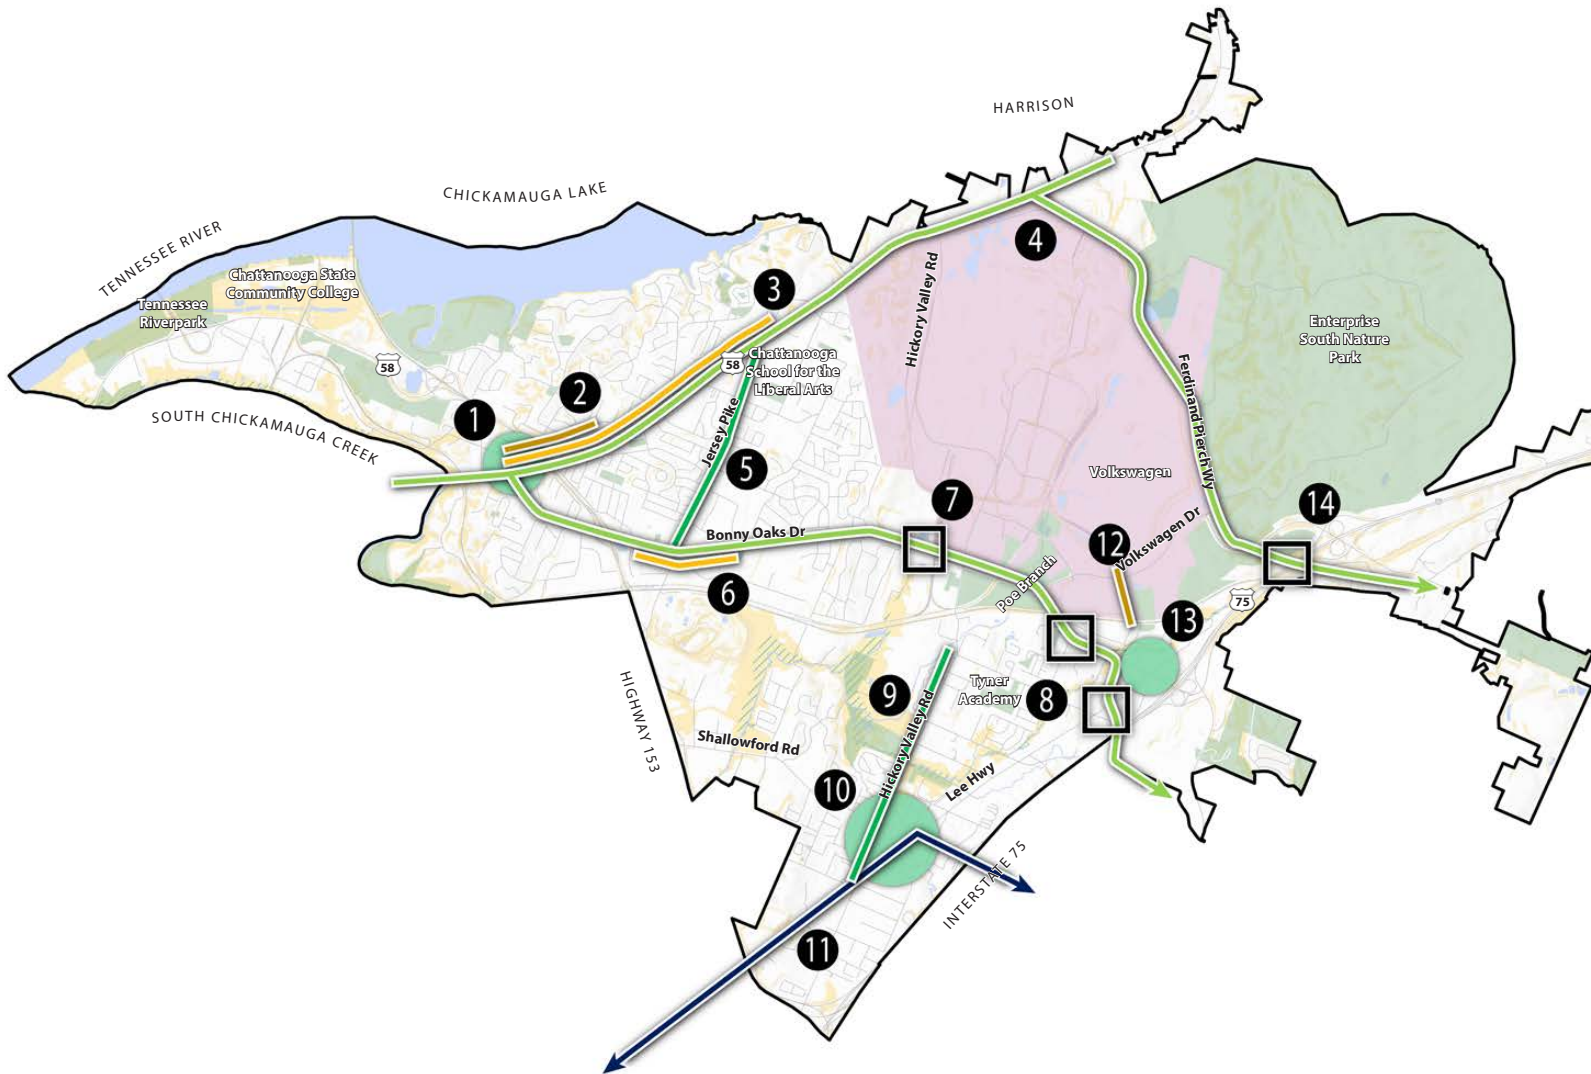 HARRISON
CHICKAMAUGA LAKE
TENNESSEE RIVER
Chattanooga State
Community College
Tennessee
Riverpark
58
SOUTH CHICKAMAUGA CREEK
1
2
3
4
58
Chattanooga
School for the
Liberal Arts
Jersey Pike
5
Hickory Valley Rd
Enterprise
South Nature
Park
Ferdinand Pierch Wy
Volkswagen
14
7
12
Volkswagen Dr
Bonny Oaks Dr
6
Poe Branch
75
13
HIGHWAY 153
9
Tyner
Academy
8
Hickory Valley Rd
Shallowford Rd
Lee Hwy
10
INTERSTATE 75
11